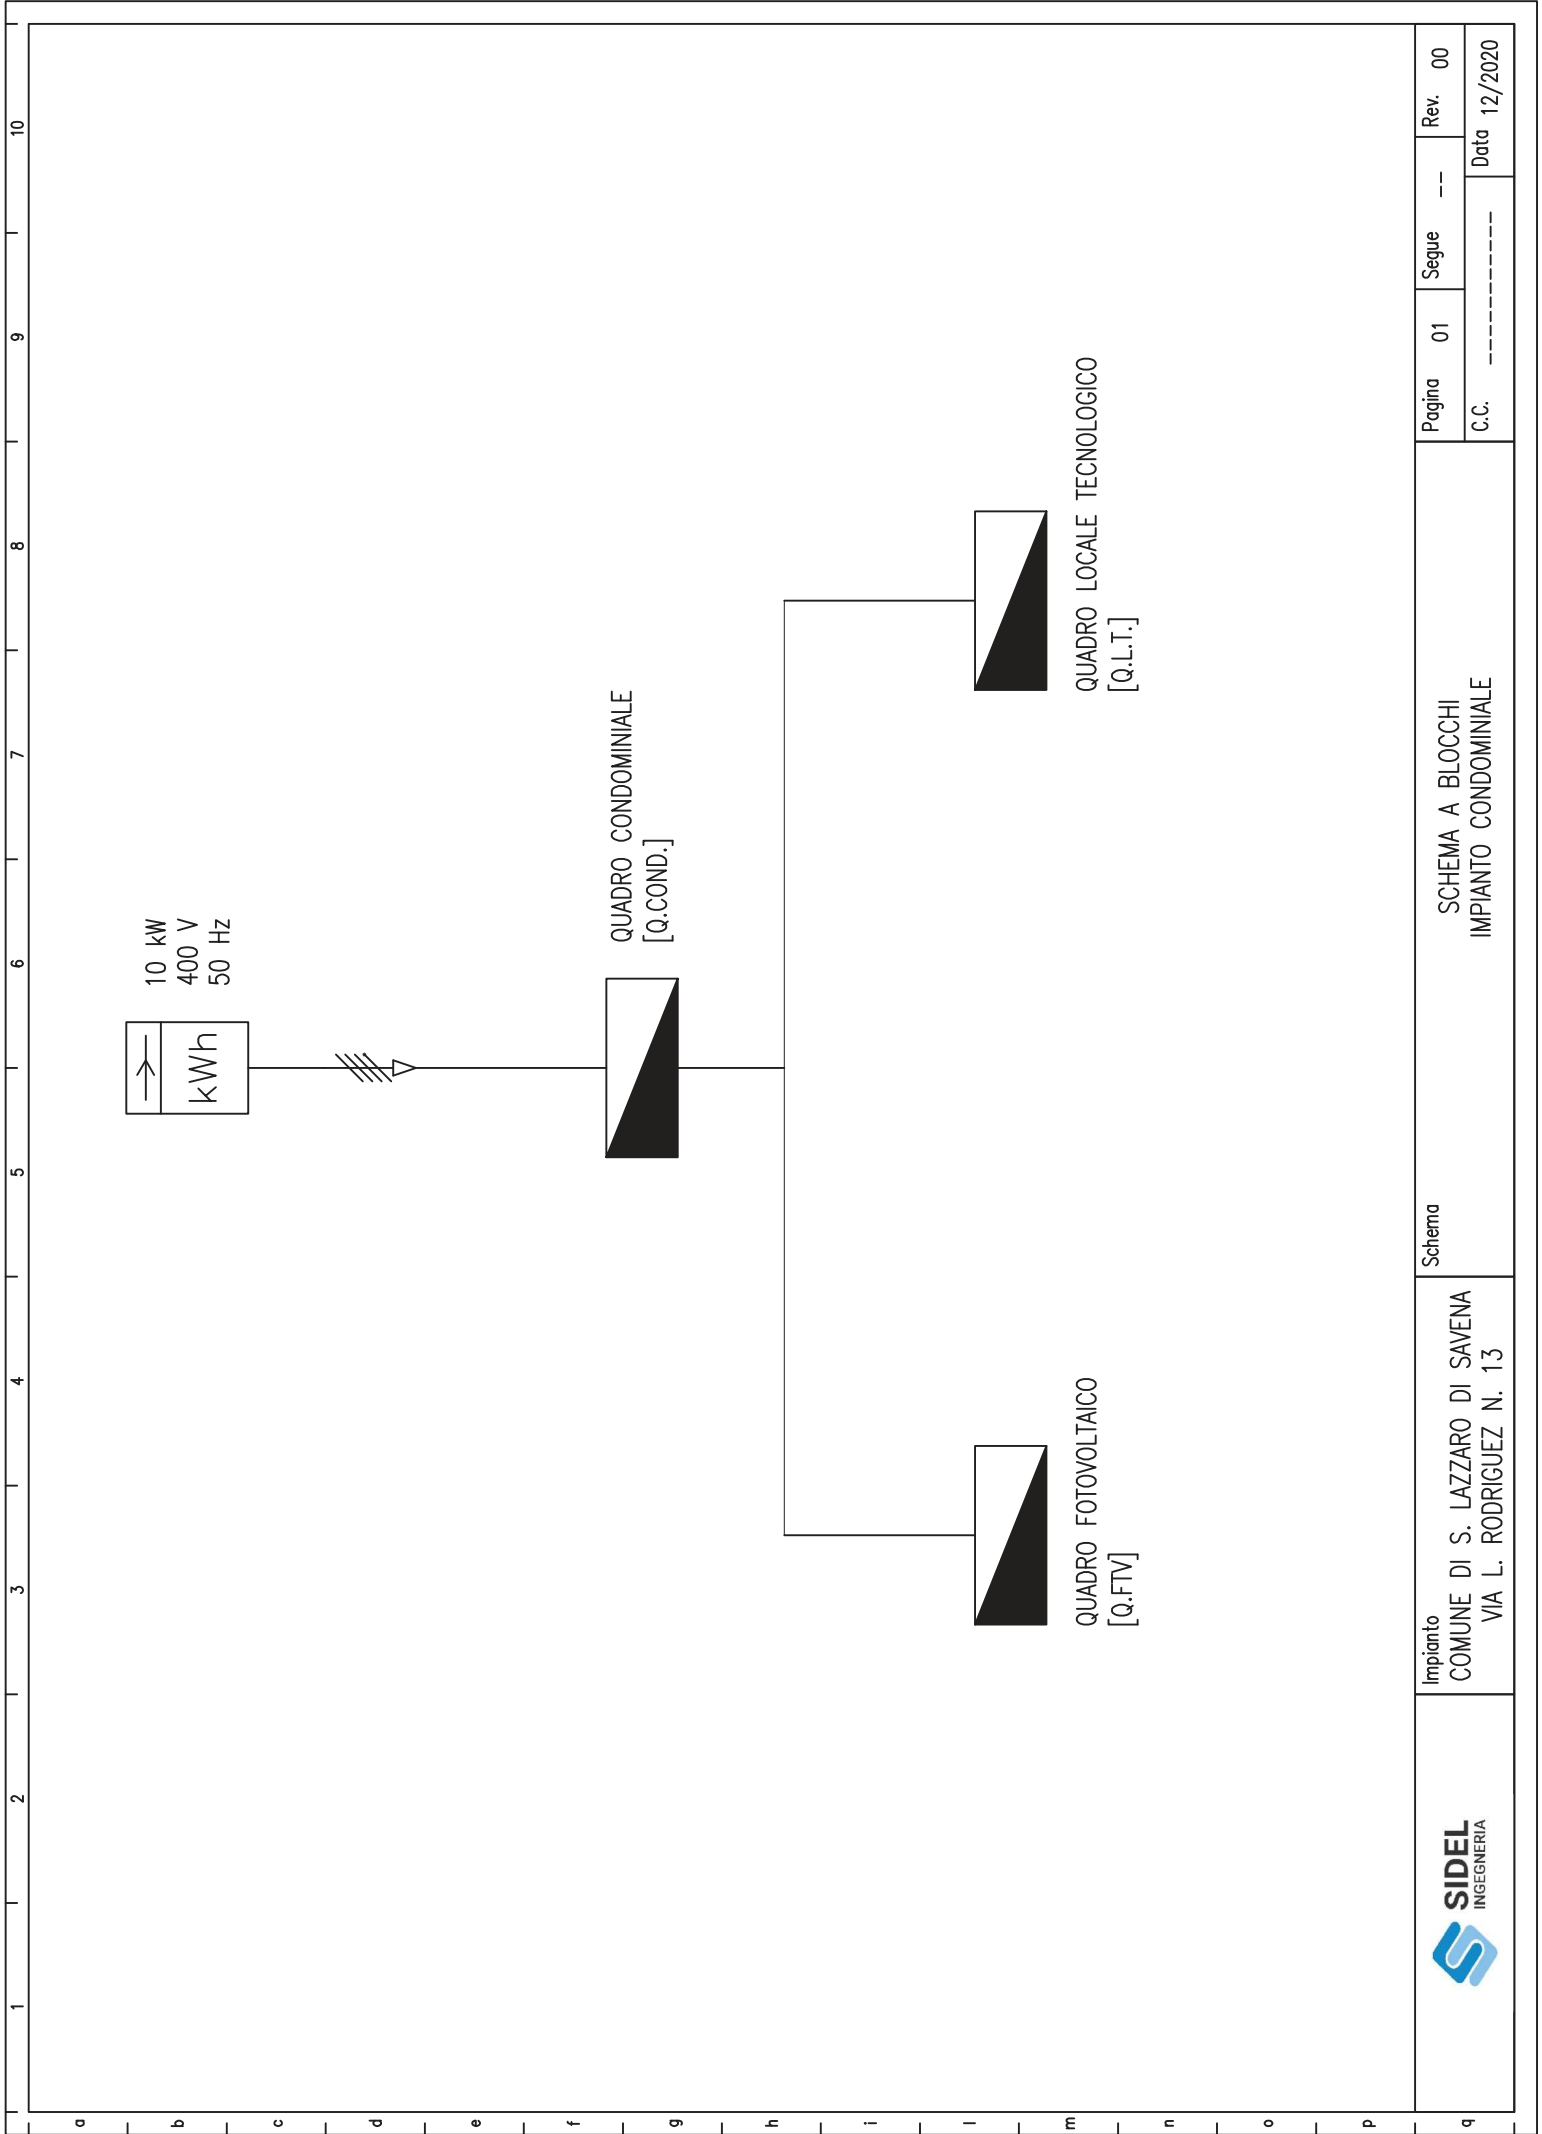 1 2 3 4 5 6 7 8 9 10
a
b
c
d
e
f
g
h
i
l
m
n
o
p
q
kWh
10 kW
400 V
50 Hz
QUADRO CONDOMINIALE
[Q.COND.]
QUADRO FOTOVOLTAICO
[Q.FTV]
QUADRO LOCALE TECNOLOGICO
[Q.L.T.]
SIDEL
INGEGNERIA
Impianto
COMUNE DI S. LAZZARO DI SAVENA
VIA L. RODRIGUEZ N. 13
Schema
SCHEMA A BLOCCHI
IMPIANTO CONDOMINIALE
Pagina 01 Segue -- Rev. 00
C.C. ------------ Data 12/2020